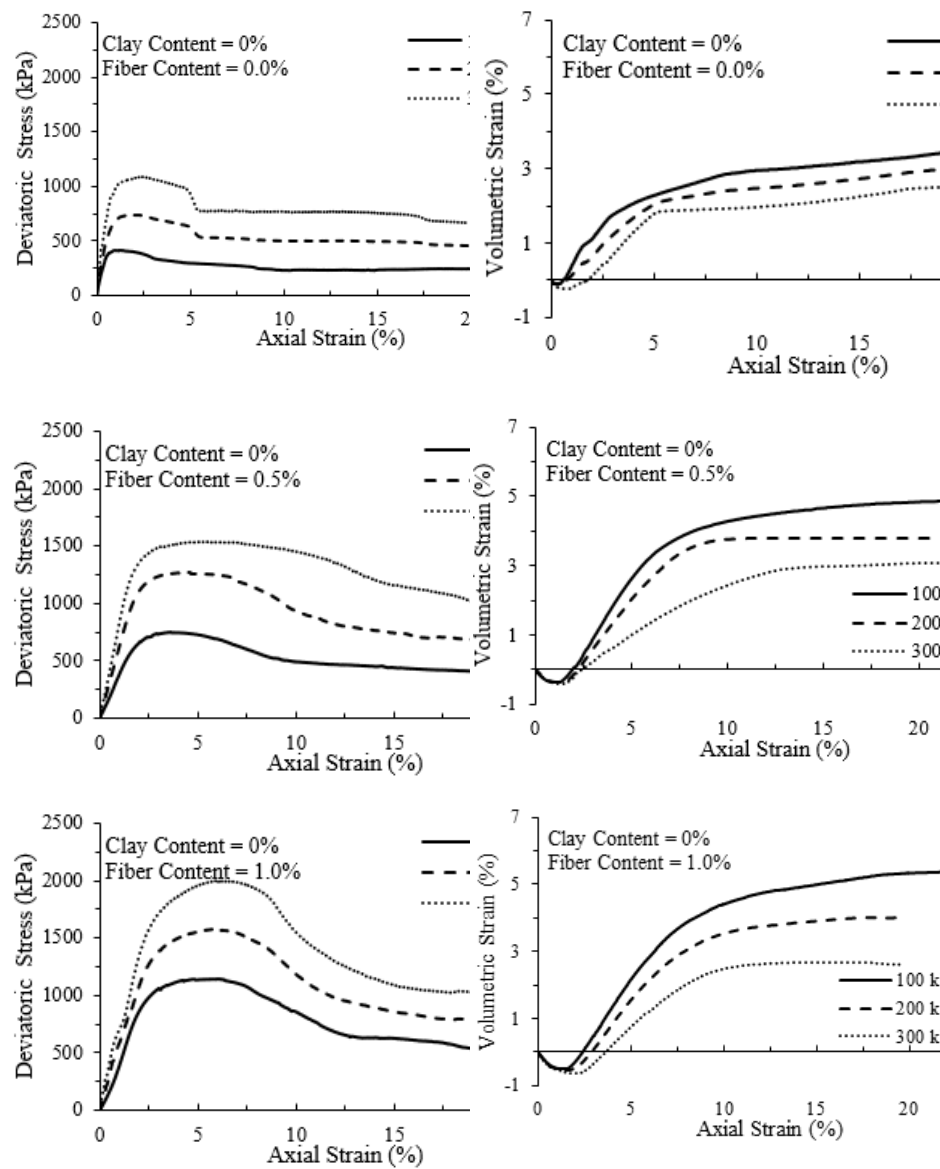 2500
2000
1500
1000
500
0
Deviatoric Stress (kPa)
Clay Content = 0%
Fiber Content = 0.0%
0 5 10 15 2
Axial Strain (%)
7
5
3
1
-1
Volumetric Strain (%)
Clay Content = 0%
Fiber Content = 0.0%
0 5 10 15
Axial Strain (%)
2500
2000
1500
1000
500
0
Deviatoric Stress (kPa)
Clay Content = 0%
Fiber Content = 0.5%
0 5 10 15
Axial Strain (%)
7
5
3
1
-1
Volumetric Strain (%)
Clay Content = 0%
Fiber Content = 0.5%
100
200
300
0 5 10 15 20
Axial Strain (%)
2500
2000
1500
1000
500
0
Deviatoric Stress (kPa)
Clay Content = 0%
Fiber Content = 1.0%
0 5 10 15
Axial Strain (%)
7
5
3
1
-1
Volumetric Strain (%)
Clay Content = 0%
Fiber Content = 1.0%
100 k
200 k
300 k
0 5 10 15 20
Axial Strain (%)